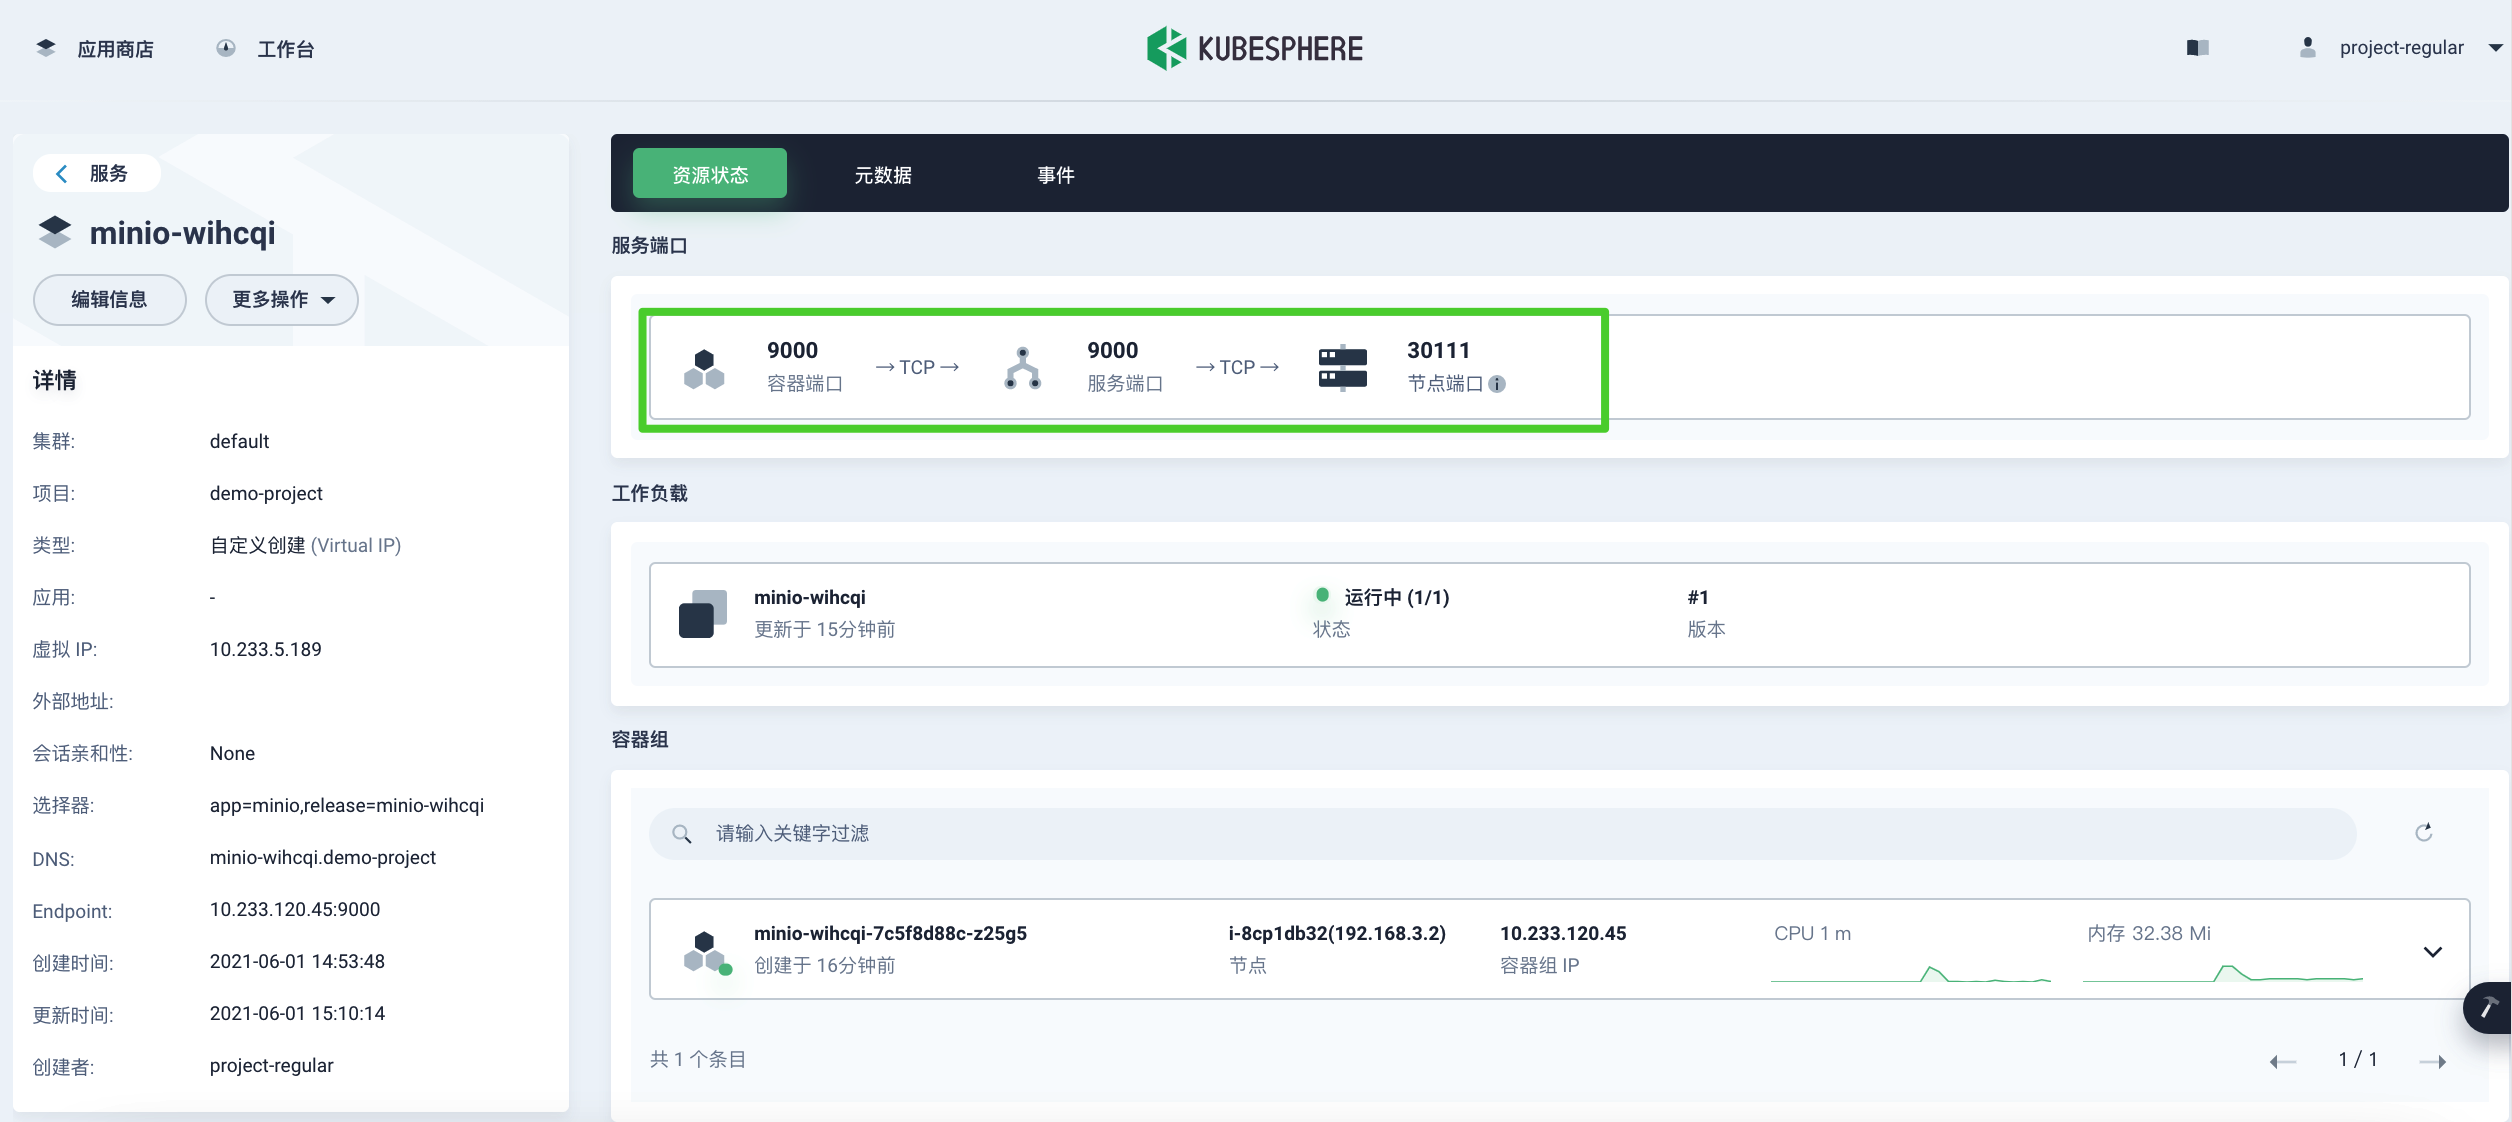 应用商店
工作台
KUBESPHERE
project-regular
服务
minio-wihcqi
编辑信息
更多操作
详情
集群: default
项目: demo-project
类型: 自定义创建 (Virtual IP)
应用: -
虚拟 IP: 10.233.5.189
外部地址:
会话亲和性: None
选择器: app=minio,release=minio-wihcqi
DNS: minio-wihcqi.demo-project
Endpoint: 10.233.120.45:9000
创建时间: 2021-06-01 14:53:48
更新时间: 2021-06-01 15:10:14
创建者: project-regular
资源状态
元数据
事件
服务端口
9000
容器端口
TCP
9000
服务端口
TCP
30111
节点端口
工作负载
minio-wihcqi
更新于 15分钟前
运行中 (1/1)
状态
#1
版本
容器组
请输入关键字过滤
minio-wihcqi-7c5f8d88c-z25g5
创建于 16分钟前
i-8cp1db32(192.168.3.2)
节点
10.233.120.45
容器组 IP
CPU 1 m
内存 32.38 Mi
共 1 个条目
1 / 1